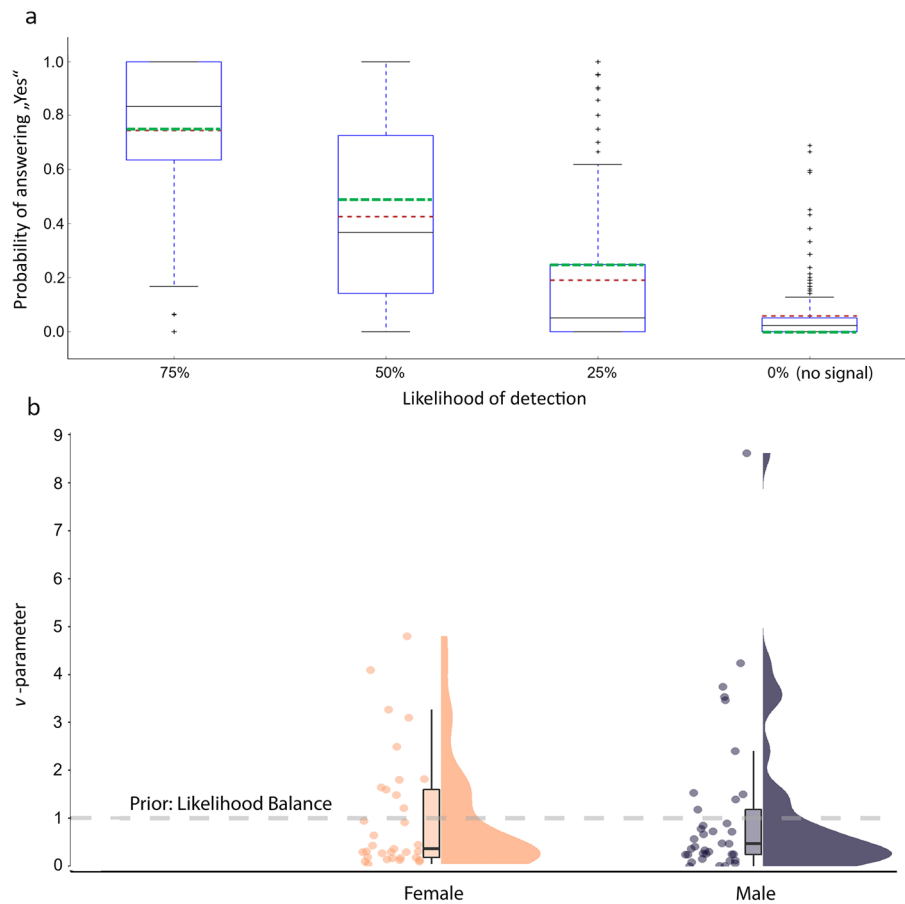 a
Probability of answering „Yes“
1.0
0.8
0.6
0.4
0.2
0.0
75%
50%
25%
0% (no signal)
Likelihood of detection
b
v-parameter
9
8
7
6
5
4
3
2
1
0
Prior: Likelihood Balance
Female
Male